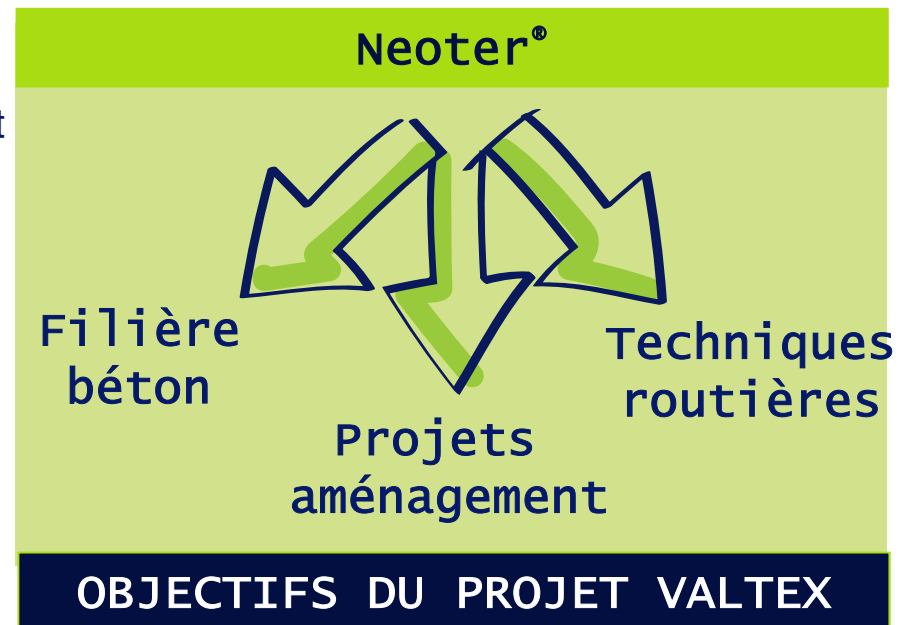 Neoter®
t
Filière
béton
Techniques
routières
Projets
aménagement
OBJECTIFS DU PROJET VALTEX